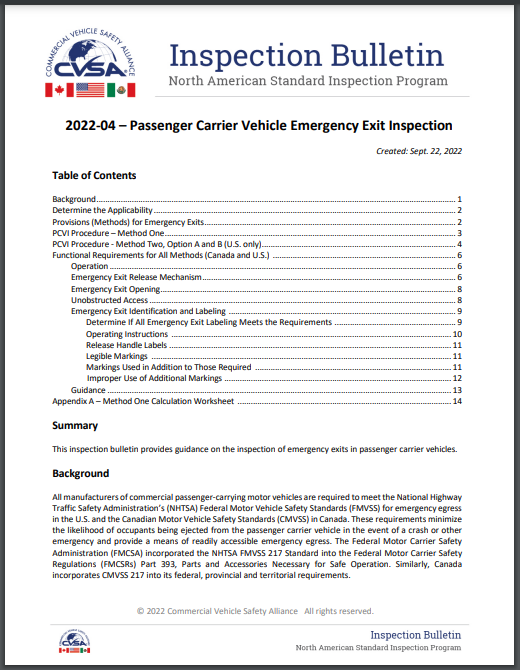 COMMERCIAL VEHICLE SAFETY ALLIANCE
CVSA
Inspection Bulletin
North American Standard Inspection Program
2022-04 – Passenger Carrier Vehicle Emergency Exit Inspection
Created: Sept. 22, 2022
Table of Contents
Background 1
Determine the Applicability 2
Provisions (Methods) for Emergency Exits 2
PCVI Procedure – Method One 3
PCVI Procedure - Method Two, Option A and B (U.S. only) 4
Functional Requirements for All Methods (Canada and U.S.) 6
Operation 6
Emergency Exit Release Mechanism 6
Emergency Exit Opening 8
Unobstructed Access 8
Emergency Exit Identification and Labeling 9
Determine If All Emergency Exit Labeling Meets the Requirements 9
Operating Instructions 10
Release Handle Labels 11
Legible Markings 11
Markings Used in Addition to Those Required 11
Improper Use of Additional Markings 12
Guidance 13
Appendix A – Method One Calculation Worksheet 14
Summary
This inspection bulletin provides guidance on the inspection of emergency exits in passenger carrier vehicles.
Background
All manufacturers of commercial passenger-carrying motor vehicles are required to meet the National Highway
Traffic Safety Administration's (NHTSA) Federal Motor Vehicle Safety Standards (FMVSS) for emergency egress
in the U.S. and the Canadian Motor Vehicle Safety Standards (CMVSS) in Canada. These requirements minimize
the likelihood of occupants being ejected from the passenger carrier vehicle in the event of a crash or other
emergency and provide a means of readily accessible emergency egress. The Federal Motor Carrier Safety
Administration (FMCSA) incorporated the NHTSA FMVSS 217 Standard into the Federal Motor Carrier Safety
Regulations (FMCSRs) Part 393, Parts and Accessories Necessary for Safe Operation. Similarly, Canada
incorporates CMVSS 217 into its federal, provincial and territorial requirements.
© 2022 Commercial Vehicle Safety Alliance All rights reserved.
CVSA
Inspection Bulletin
North American Standard Inspection Program